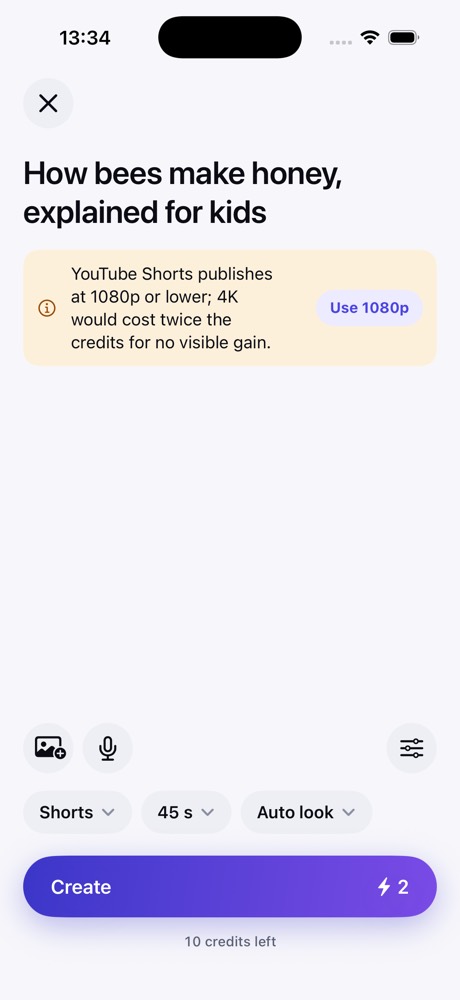 13:34
How bees make honey,
explained for kids
YouTube Shorts publishes
at 1080p or lower; 4K
would cost twice the
credits for no visible gain.
Use 1080p
Shorts
45 s
Auto look
Create
2
10 credits left